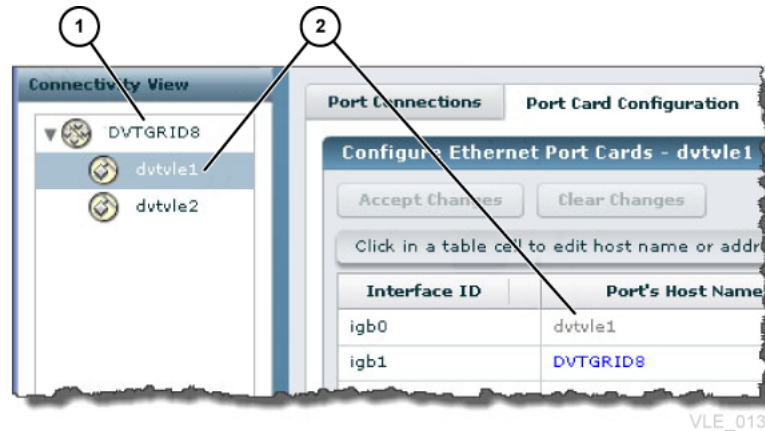 1
2
Connectivity View
DVTGRID8
dvtvle1
dvtvle2
Port Connections
Port Card Configuration
Configure Ethernet Port Cards - dvtvle1
Accept Changes
Clear Changes
Click in a table cell to edit host name or addr
Interface ID
Port's Host Name
igb0
dvtvle1
igb1
DVTGRID8
VLE_013